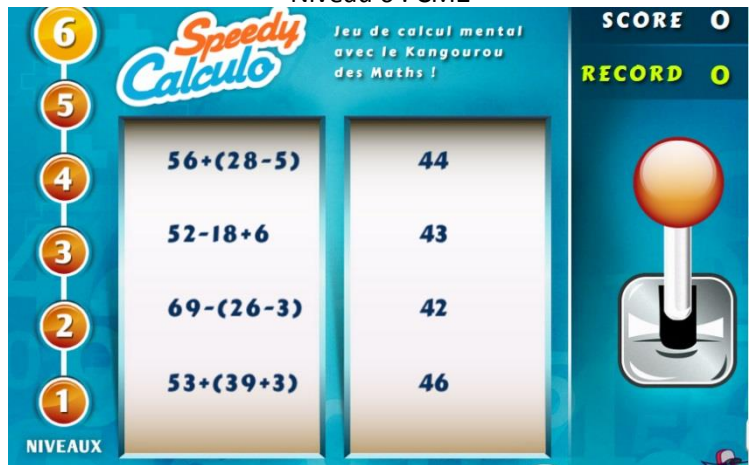 6
Speedy
Calculo
Jeu de calcul mental
avec le Kangourou
des Maths !
SCORE 0
RECORD 0
5
4
3
2
1
NIVEAUX
56+(28-5) 44
52-18+6 43
69-(26-3) 42
53+(39+3) 46